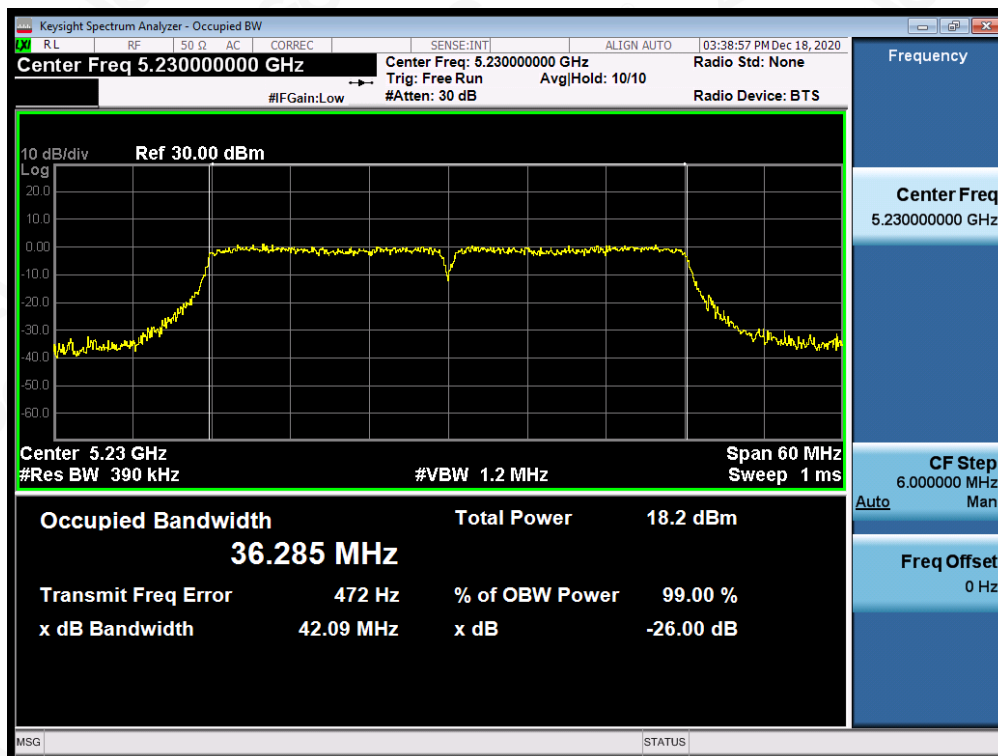 Keysight Spectrum Analyzer - Occupied BW
LXI RL RF 50 Ω AC CORREC SENSE:INT ALIGN AUTO 03:38:57 PM Dec 18, 2020
Center Freq 5.230000000 GHz
Center Freq: 5.230000000 GHz Radio Std: None
Trig: Free Run Avg|Hold: 10/10
#IFGain:Low #Atten: 30 dB Radio Device: BTS
10 dB/div Ref 30.00 dBm
Log
20.0
10.0
0.00
-10.0
-20.0
-30.0
-40.0
-50.0
-60.0
Center 5.23 GHz Span 60 MHz
#Res BW 390 kHz #VBW 1.2 MHz Sweep 1 ms
Occupied Bandwidth Total Power 18.2 dBm
36.285 MHz
Transmit Freq Error 472 Hz % of OBW Power 99.00 %
x dB Bandwidth 42.09 MHz x dB -26.00 dB
MSG STATUS
Frequency
Center Freq
5.230000000 GHz
CF Step
6.000000 MHz
Auto Man
Freq Offset
0 Hz